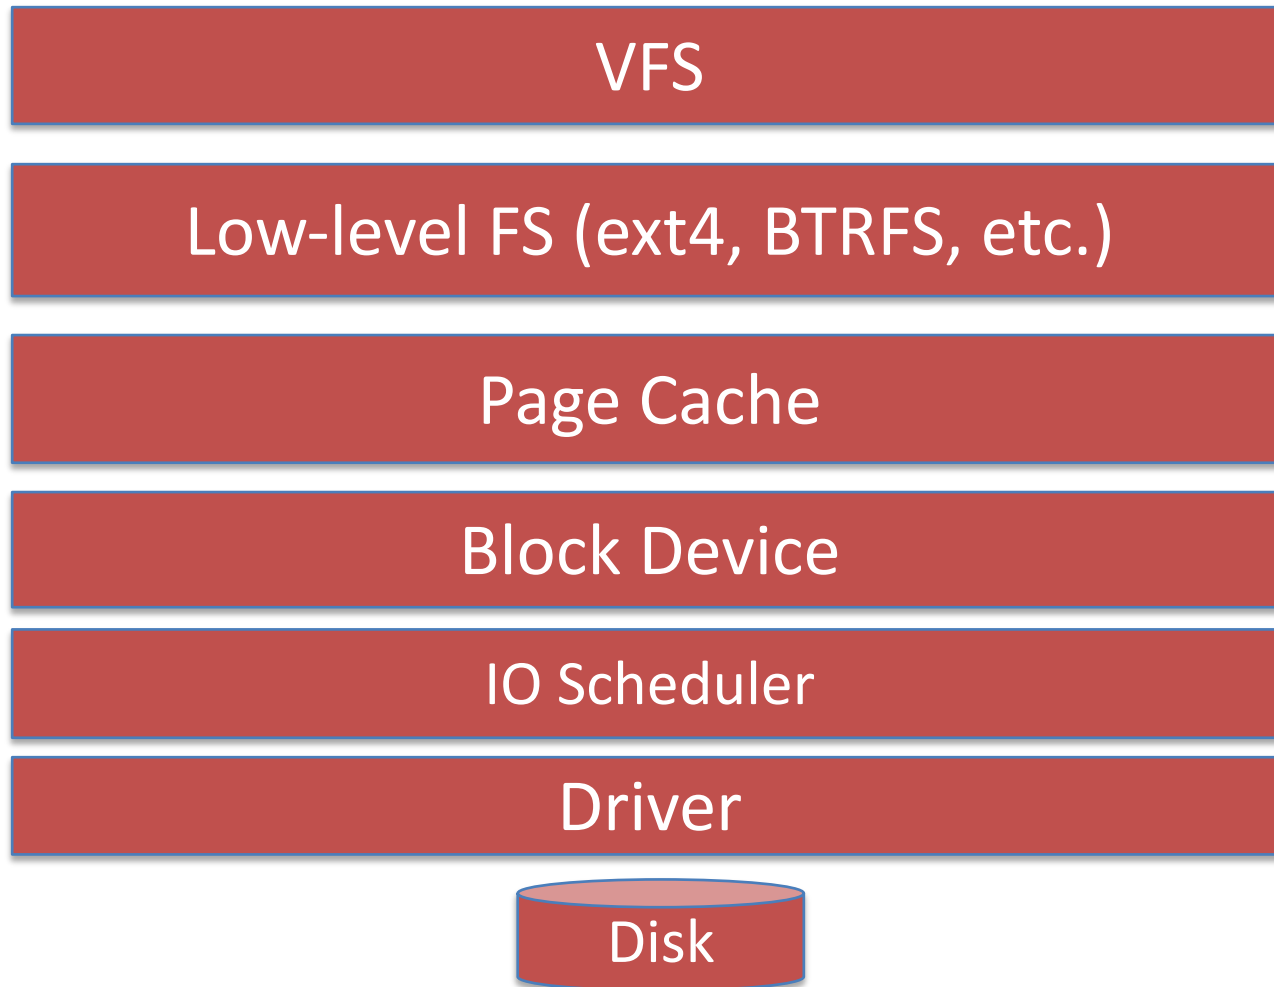 VFS
Low-level FS (ext4, BTRFS, etc.)
Page Cache
Block Device
IO Scheduler
Driver
Disk